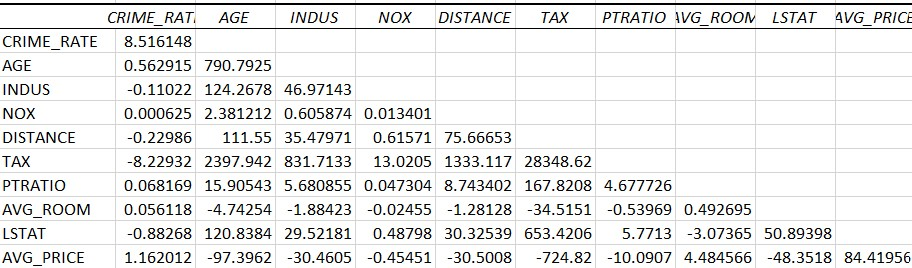 CRIME_RATE AGE INDUS NOX DISTANCE TAX PTRATIO AVG_ROOM LSTAT AVG_PRICE
CRIME_RATE 8.516148
AGE 0.562915 790.7925
INDUS -0.11022 124.2678 46.97143
NOX 0.000625 2.381212 0.605874 0.013401
DISTANCE -0.22986 111.55 35.47971 0.61571 75.66653
TAX -8.22932 2397.942 831.7133 13.0205 1333.117 28348.62
PTRATIO 0.068169 15.90543 5.680855 0.047304 8.743402 167.8208 4.677726
AVG_ROOM 0.056118 -4.74254 -1.88423 -0.02455 -1.28128 -34.5151 -0.53969 0.492695
LSTAT -0.88268 120.8384 29.52181 0.48798 30.32539 653.4206 5.7713 -3.07365 50.89398
AVG_PRICE 1.162012 -97.3962 -30.4605 -0.45451 -30.5008 -724.82 -10.0907 4.484566 -48.3518 84.41956